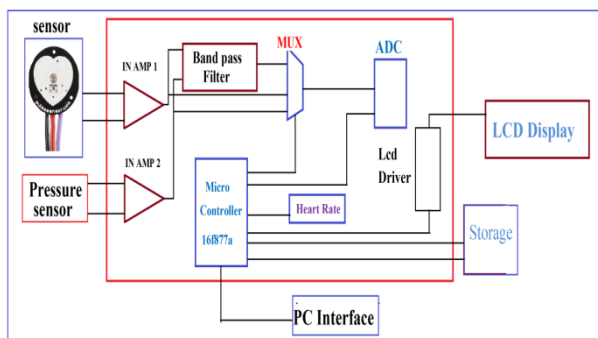 sensor
MUX
ADC
Band pass
Filter
IN AMP 1
LCD Display
IN AMP 2
Lcd
Driver
Pressure
sensor
Micro
Controller
16f877a
Heart Rate
Storage
PC Interface